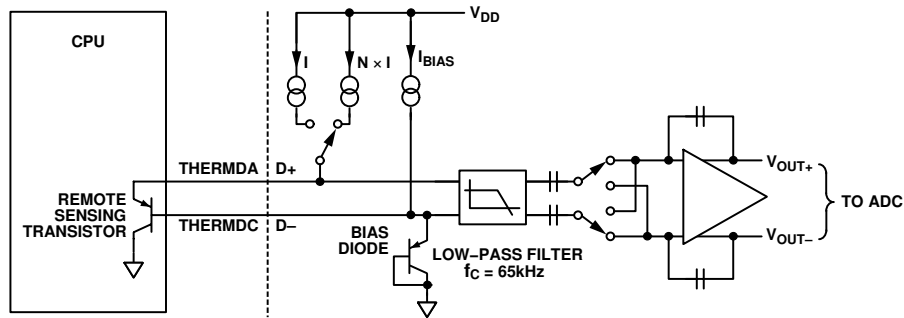 CPU
V_DD
I
N × I
I_BIAS
THERMDA
D+
REMOTE
SENSING
TRANSISTOR
THERMDC
D–
BIAS
DIODE
LOW–PASS FILTER
f_C = 65kHz
V_OUT+
V_OUT–
TO ADC